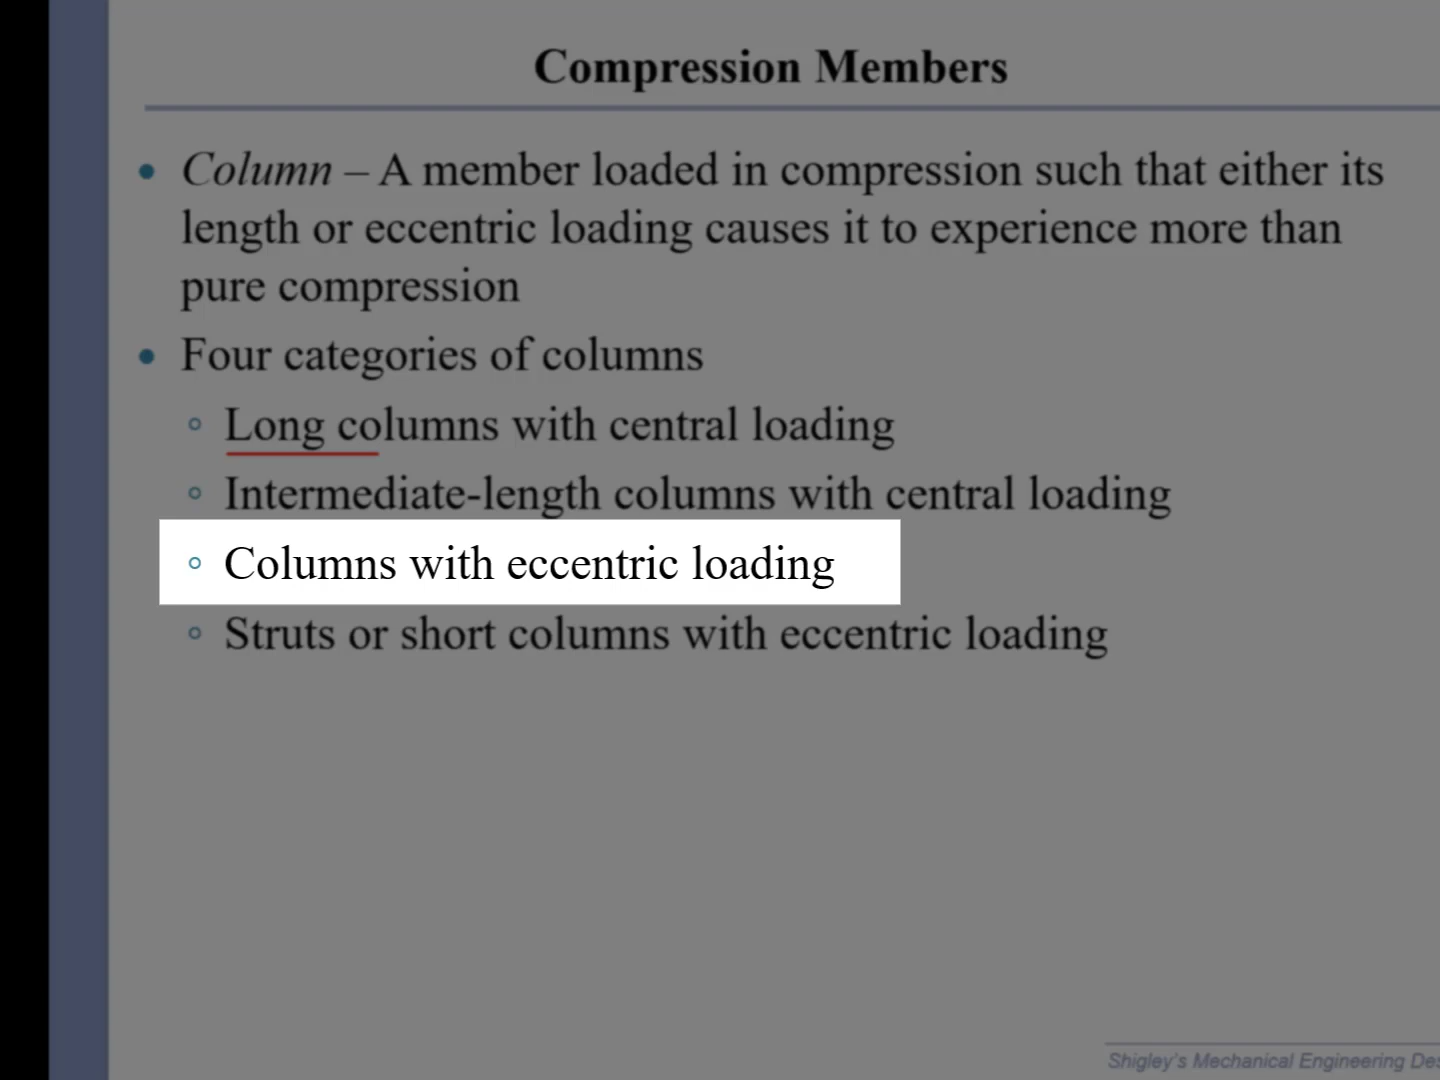 Compression Members
• Column – A member loaded in compression such that either its
length or eccentric loading causes it to experience more than
pure compression
• Four categories of columns
◦ Long columns with central loading
◦ Intermediate-length columns with central loading
◦ Columns with eccentric loading
◦ Struts or short columns with eccentric loading
Shigley's Mechanical Engineering Des